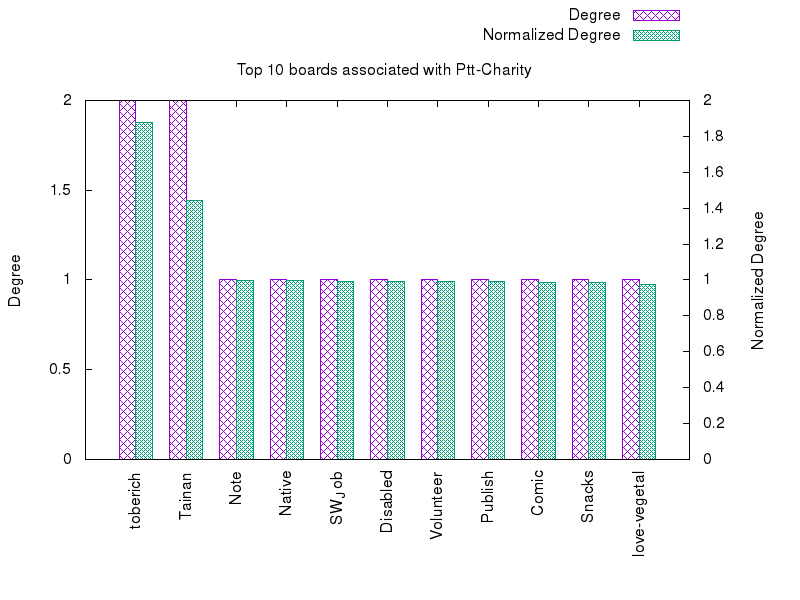 Degree
Normalized Degree
Top 10 boards associated with Ptt-Charity
2
1.5
1
0.5
0
Degree
2
1.8
1.6
1.4
1.2
1
0.8
0.6
0.4
0.2
0
Normalized Degree
toberich
Tainan
Note
Native
SWJob
Disabled
Volunteer
Publish
Comic
Snacks
love-vegetal